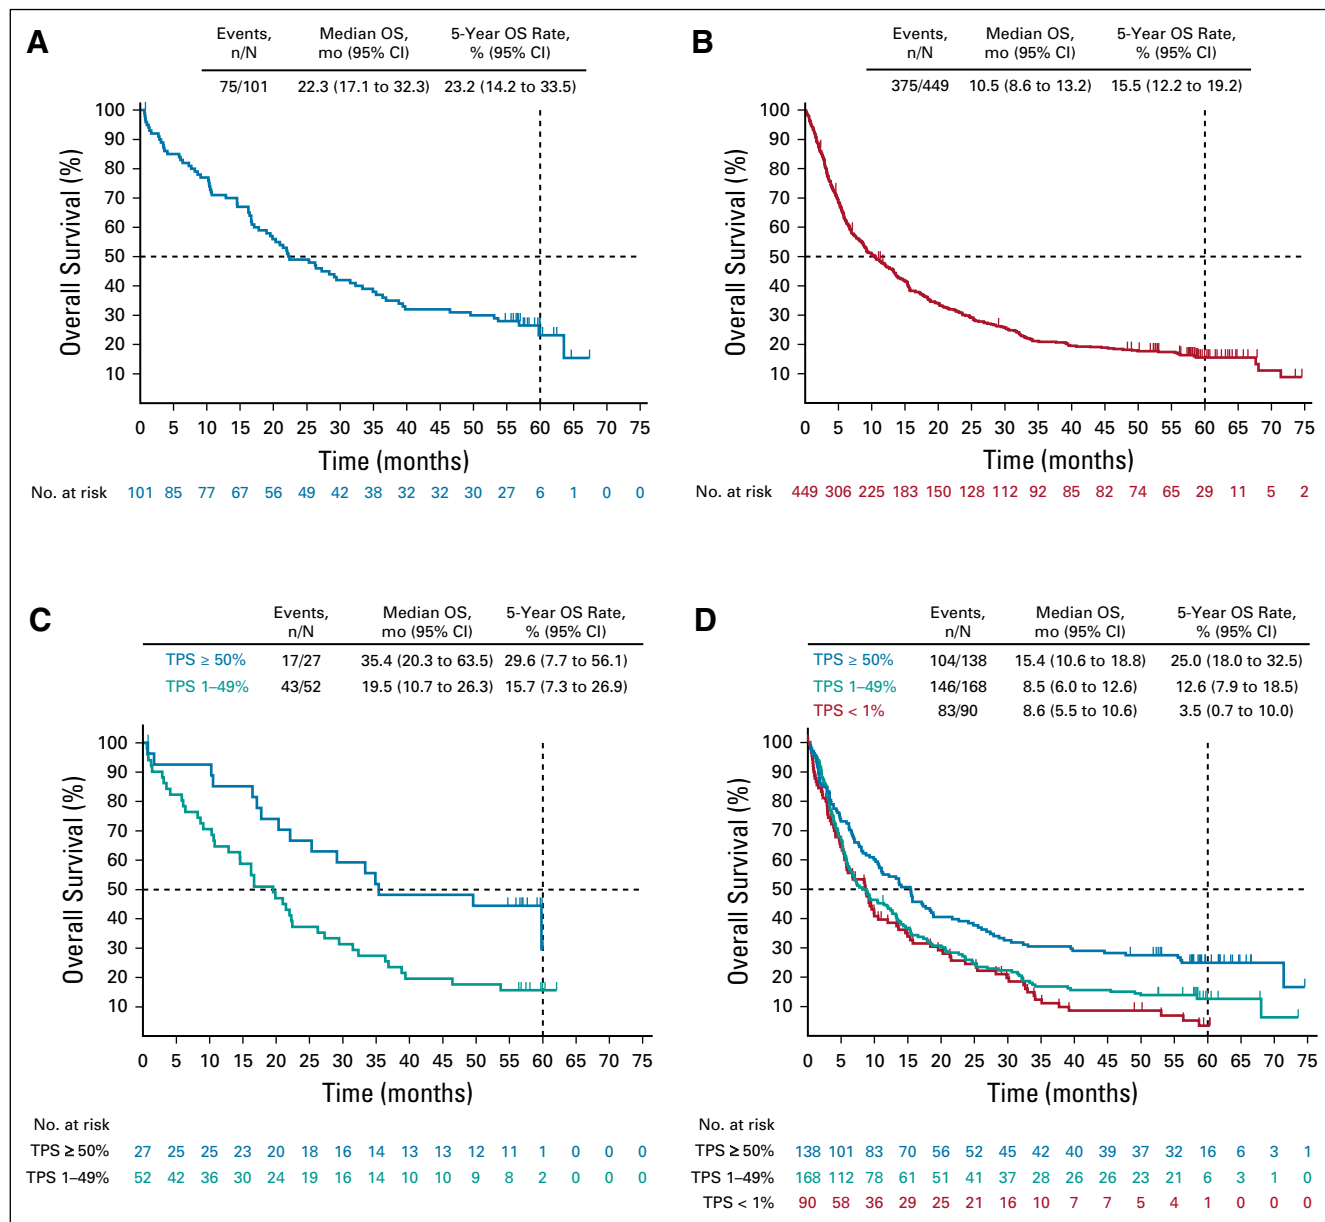 A
Events, n/N Median OS, mo (95% CI) 5-Year OS Rate, % (95% CI)
75/101 22.3 (17.1 to 32.3) 23.2 (14.2 to 33.5)
Overall Survival (%)
100
90
80
70
60
50
40
30
20
10
0 5 10 15 20 25 30 35 40 45 50 55 60 65 70 75
Time (months)
No. at risk 101 85 77 67 56 49 42 38 32 32 30 27 6 1 0 0
B
Events, n/N Median OS, mo (95% CI) 5-Year OS Rate, % (95% CI)
375/449 10.5 (8.6 to 13.2) 15.5 (12.2 to 19.2)
Overall Survival (%)
100
90
80
70
60
50
40
30
20
10
0 5 10 15 20 25 30 35 40 45 50 55 60 65 70 75
Time (months)
No. at risk 449 306 225 183 150 128 112 92 85 82 74 65 29 11 5 2
C
Events, n/N Median OS, mo (95% CI) 5-Year OS Rate, % (95% CI)
TPS ≥ 50% 17/27 35.4 (20.3 to 63.5) 29.6 (7.7 to 56.1)
TPS 1–49% 43/52 19.5 (10.7 to 26.3) 15.7 (7.3 to 26.9)
Overall Survival (%)
100
90
80
70
60
50
40
30
20
10
0 5 10 15 20 25 30 35 40 45 50 55 60 65 70 75
Time (months)
No. at risk
TPS ≥ 50% 27 25 25 23 20 18 16 14 13 13 12 11 1 0 0 0
TPS 1–49% 52 42 36 30 24 19 16 14 10 10 9 8 2 0 0 0
D
Events, n/N Median OS, mo (95% CI) 5-Year OS Rate, % (95% CI)
TPS ≥ 50% 104/138 15.4 (10.6 to 18.8) 25.0 (18.0 to 32.5)
TPS 1–49% 146/168 8.5 (6.0 to 12.6) 12.6 (7.9 to 18.5)
TPS < 1% 83/90 8.6 (5.5 to 10.6) 3.5 (0.7 to 10.0)
Overall Survival (%)
100
90
80
70
60
50
40
30
20
10
0 5 10 15 20 25 30 35 40 45 50 55 60 65 70 75
Time (months)
No. at risk
TPS ≥ 50% 138 101 83 70 56 52 45 42 40 39 37 32 16 6 3 1
TPS 1–49% 168 112 78 61 51 41 37 28 26 26 23 21 6 3 1 0
TPS < 1% 90 58 36 29 25 21 16 10 7 7 5 4 1 0 0 0